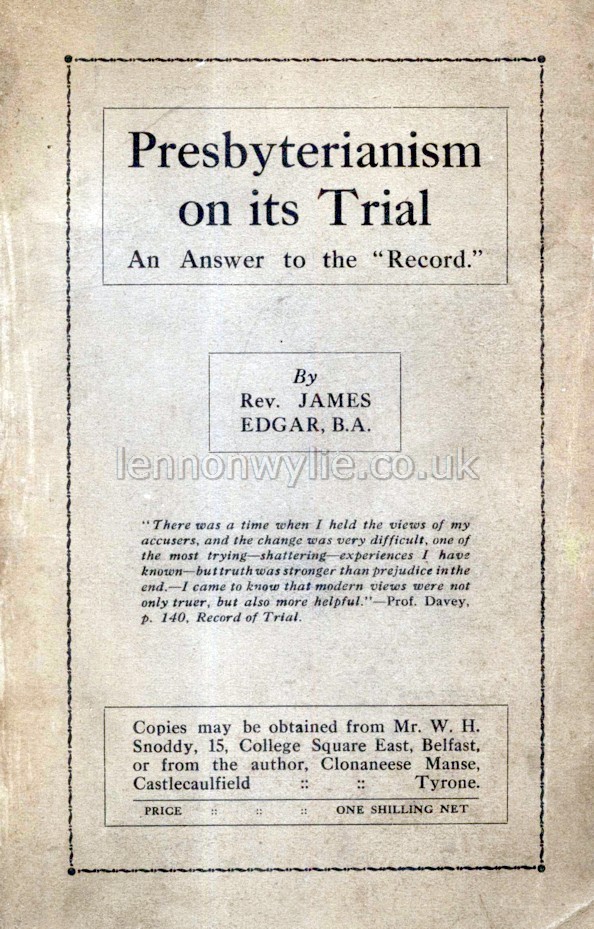 Presbyterianism
on its Trial
An Answer to the "Record."
By
Rev. JAMES
EDGAR, B.A.
lennonwylie.co.uk
"There was a time when I held the views of my
accusers, and the change was very difficult, one of
the most trying—shattering—experiences I have
known—but truth was stronger than prejudice in the
end.—I came to know that modern views were not
only truer, but also more helpful."—Prof. Davey,
p. 140, Record of Trial.
Copies may be obtained from Mr. W. H.
Snoddy, 15, College Square East, Belfast,
or from the author, Clonaneese Manse,
Castlecaulfield :: :: Tyrone.
PRICE :: :: :: ONE SHILLING NET